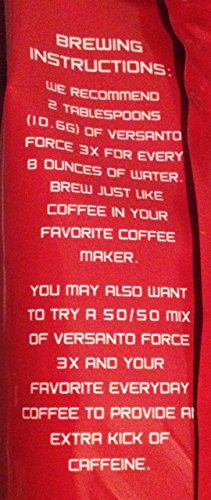 BREWING
INSTRUCTIONS:
WE RECOMMEND
2 TABLESPOONS
(10.6G) OF VERSANTO
FORCE 3X FOR EVERY
8 OUNCES OF WATER.
BREW JUST LIKE
COFFEE IN YOUR
FAVORITE COFFEE
MAKER.
YOU MAY ALSO WANT
TO TRY A 50/50 MIX
OF VERSANTO FORCE
3X AND YOUR
FAVORITE EVERYDAY
COFFEE TO PROVIDE AN
EXTRA KICK OF
CAFFEINE.